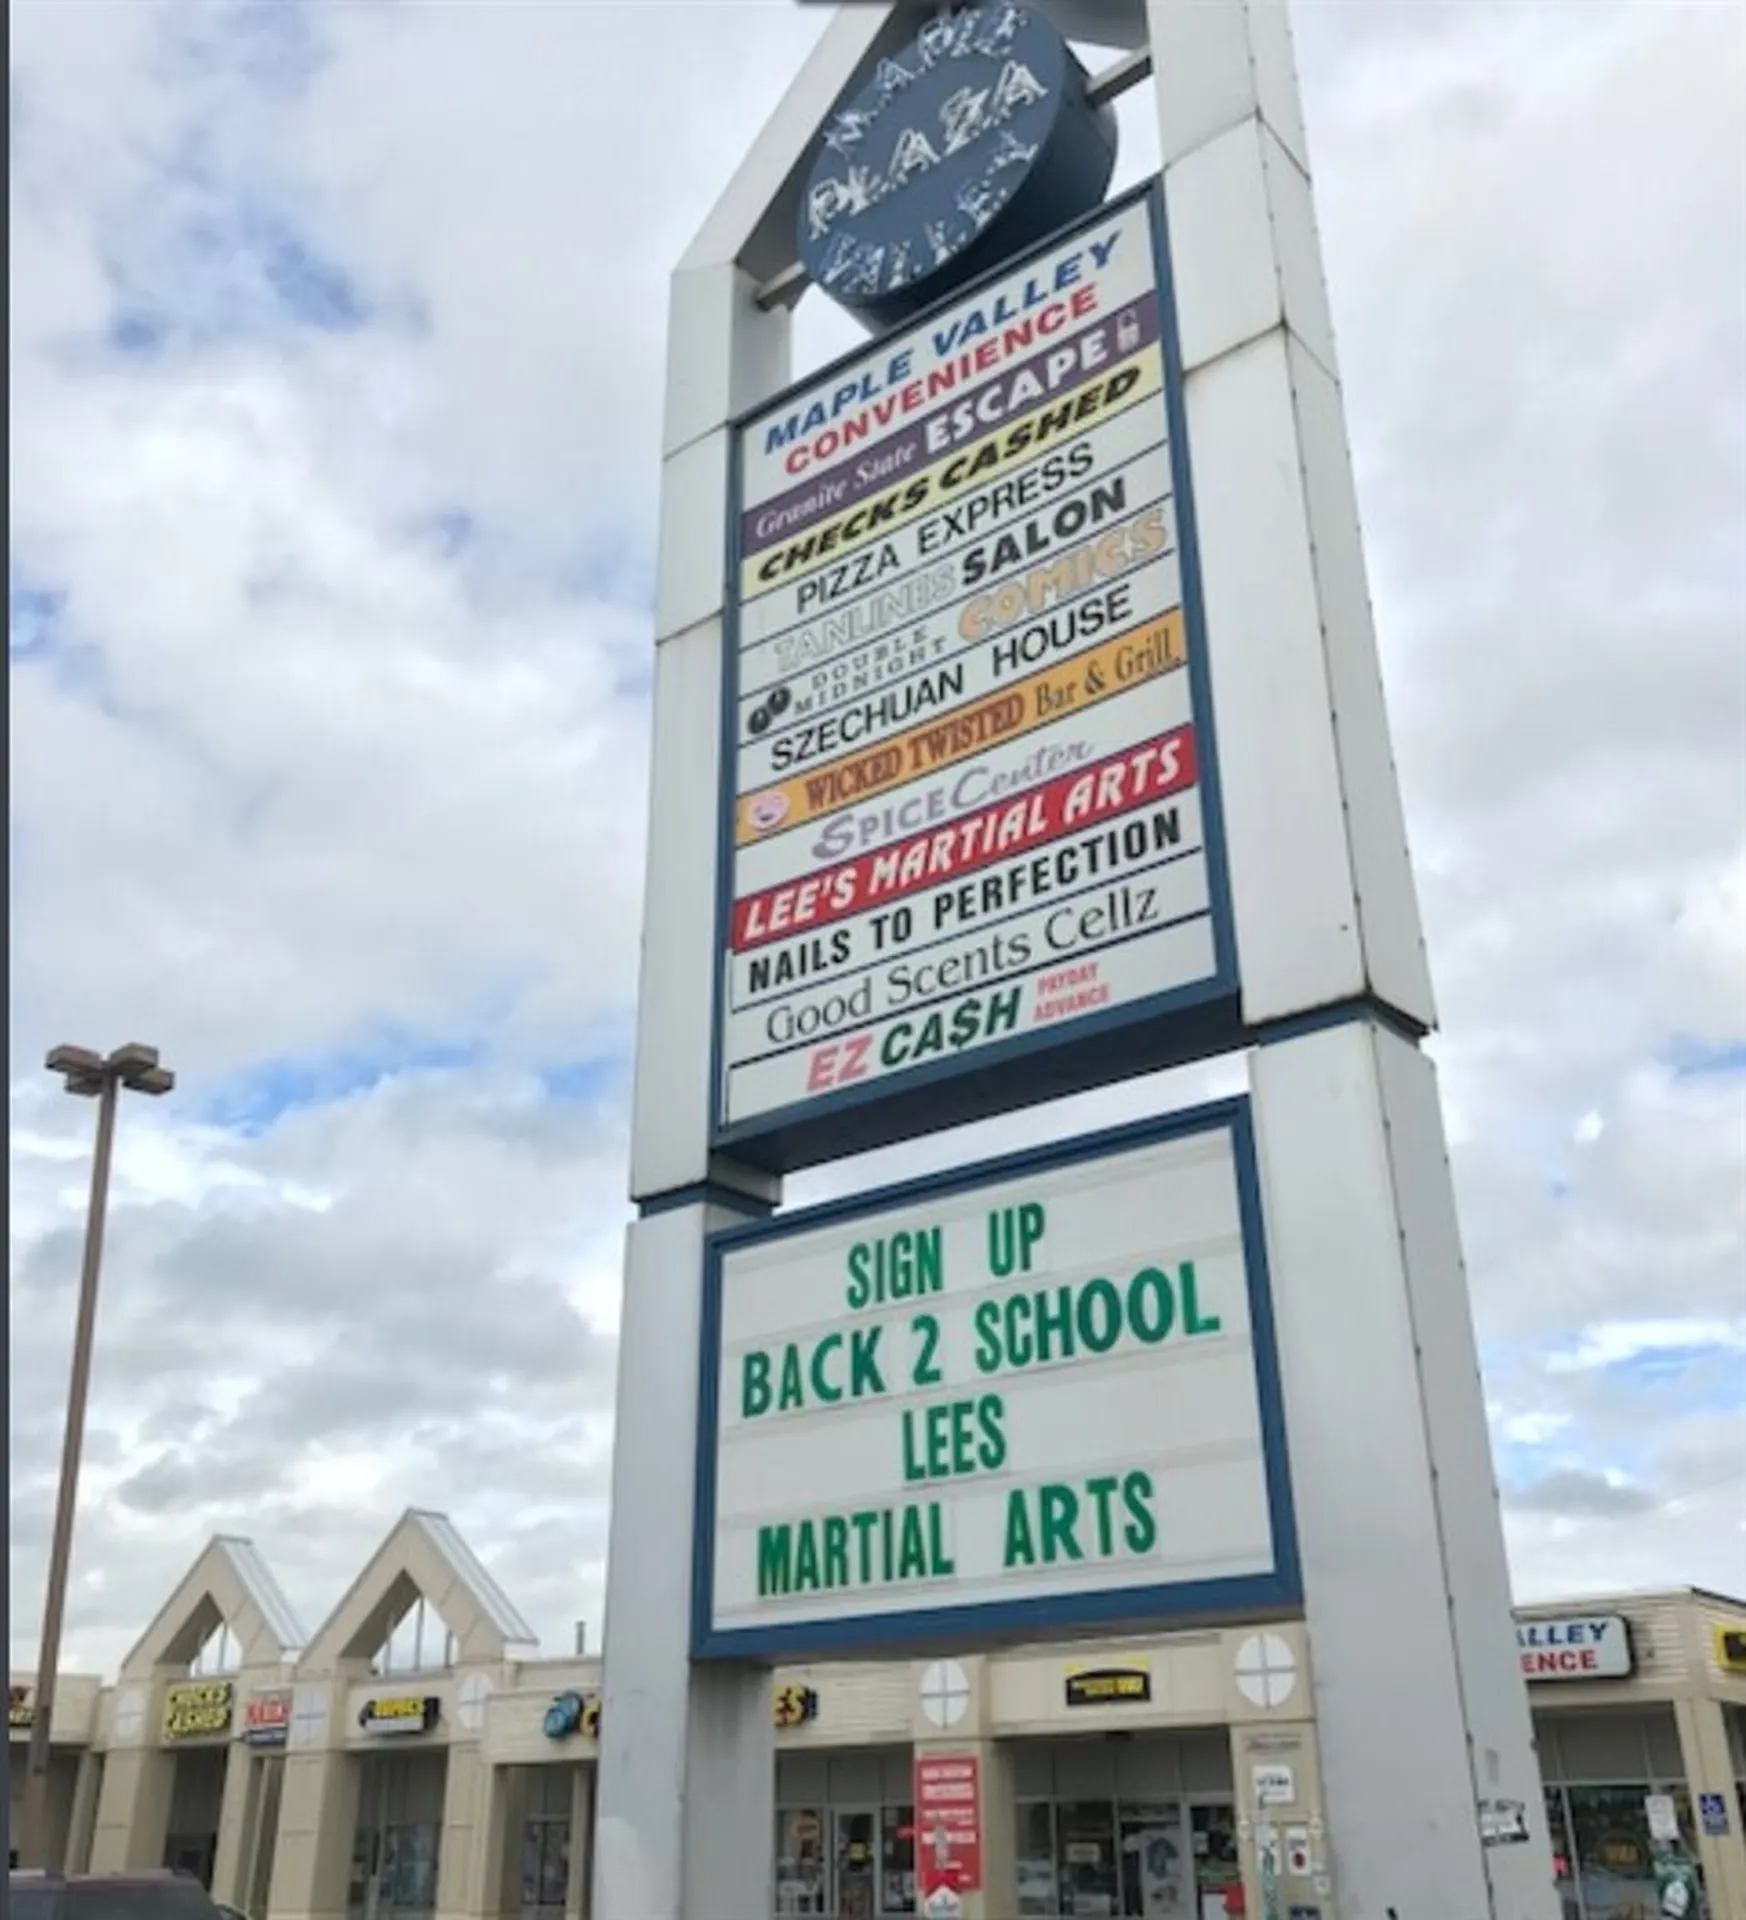 MAPLE
PLAZA
VALLEY
MAPLE VALLEY
CONVENIENCE
Granite State ESCAPE
CHECKS CASHED
PIZZA EXPRESS
TANLINES SALON
DOUBLE MIDNIGHT COMICS
SZECHUAN HOUSE
WICKED TWISTED Bar & Grill
SPICE Center
LEE'S MARTIAL ARTS
NAILS TO PERFECTION
Good Scents Cellz
EZ CA$H PAYDAY ADVANCE
SIGN UP
BACK 2 SCHOOL
LEES
MARTIAL ARTS
ALLEY
ENCE